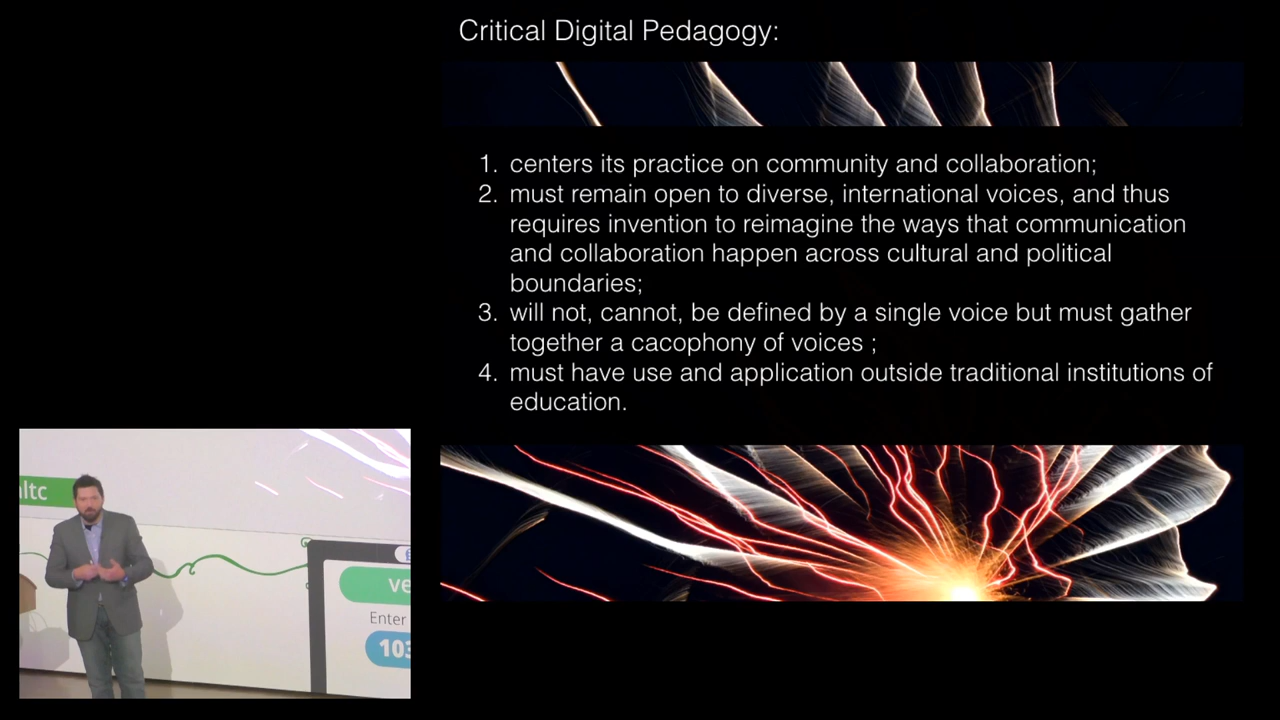 Critical Digital Pedagogy:
1. centers its practice on community and collaboration;
2. must remain open to diverse, international voices, and thus
requires invention to reimagine the ways that communication
and collaboration happen across cultural and political
boundaries;
3. will not, cannot, be defined by a single voice but must gather
together a cacophony of voices ;
4. must have use and application outside traditional institutions of
education.
Enter